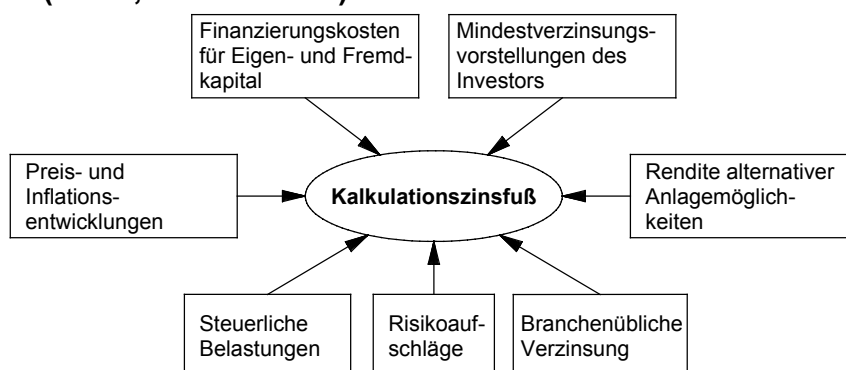 Finanzierungskosten
für Eigen- und Fremd-
kapital
Mindestverzinsungs-
vorstellungen des
Investors
Preis- und
Inflations-
entwicklungen
Kalkulationszinsfuß
Rendite alternativer
Anlagemöglich-
keiten
Steuerliche
Belastungen
Risikoauf-
schläge
Branchenübliche
Verzinsung